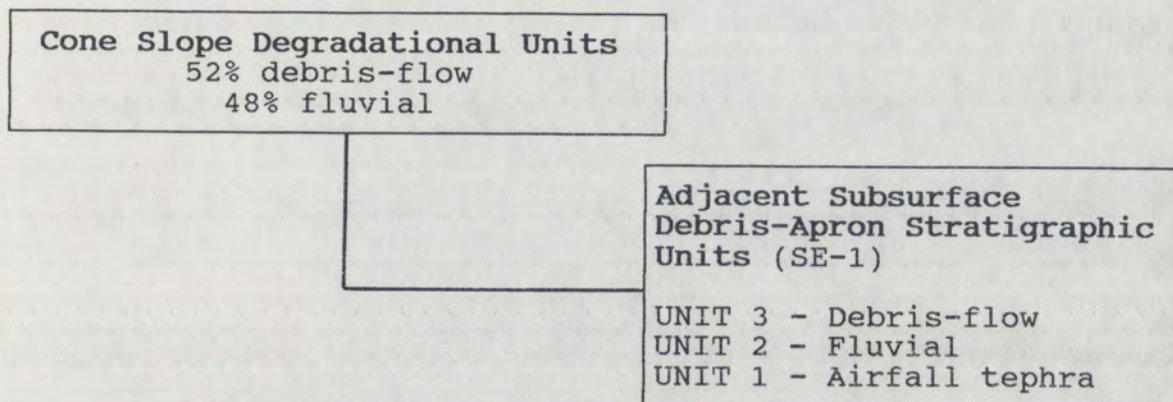 Cone Slope Degradational Units
52% debris-flow
48% fluvial
Adjacent Subsurface
Debris-Apron Stratigraphic
Units (SE-1)
UNIT 3 - Debris-flow
UNIT 2 - Fluvial
UNIT 1 - Airfall tephra